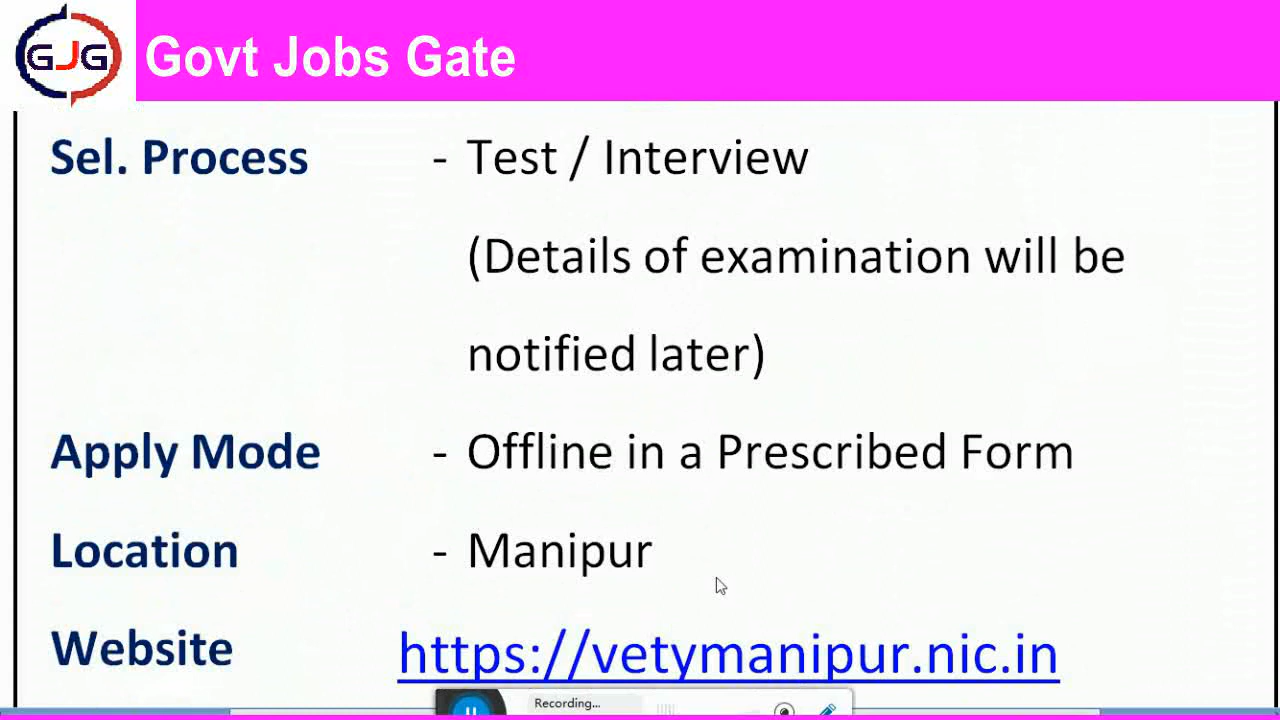 GJG Govt Jobs Gate
Sel. Process - Test / Interview
(Details of examination will be
notified later)
Apply Mode - Offline in a Prescribed Form
Location - Manipur
Website https://vetymanipur.nic.in
Recording...